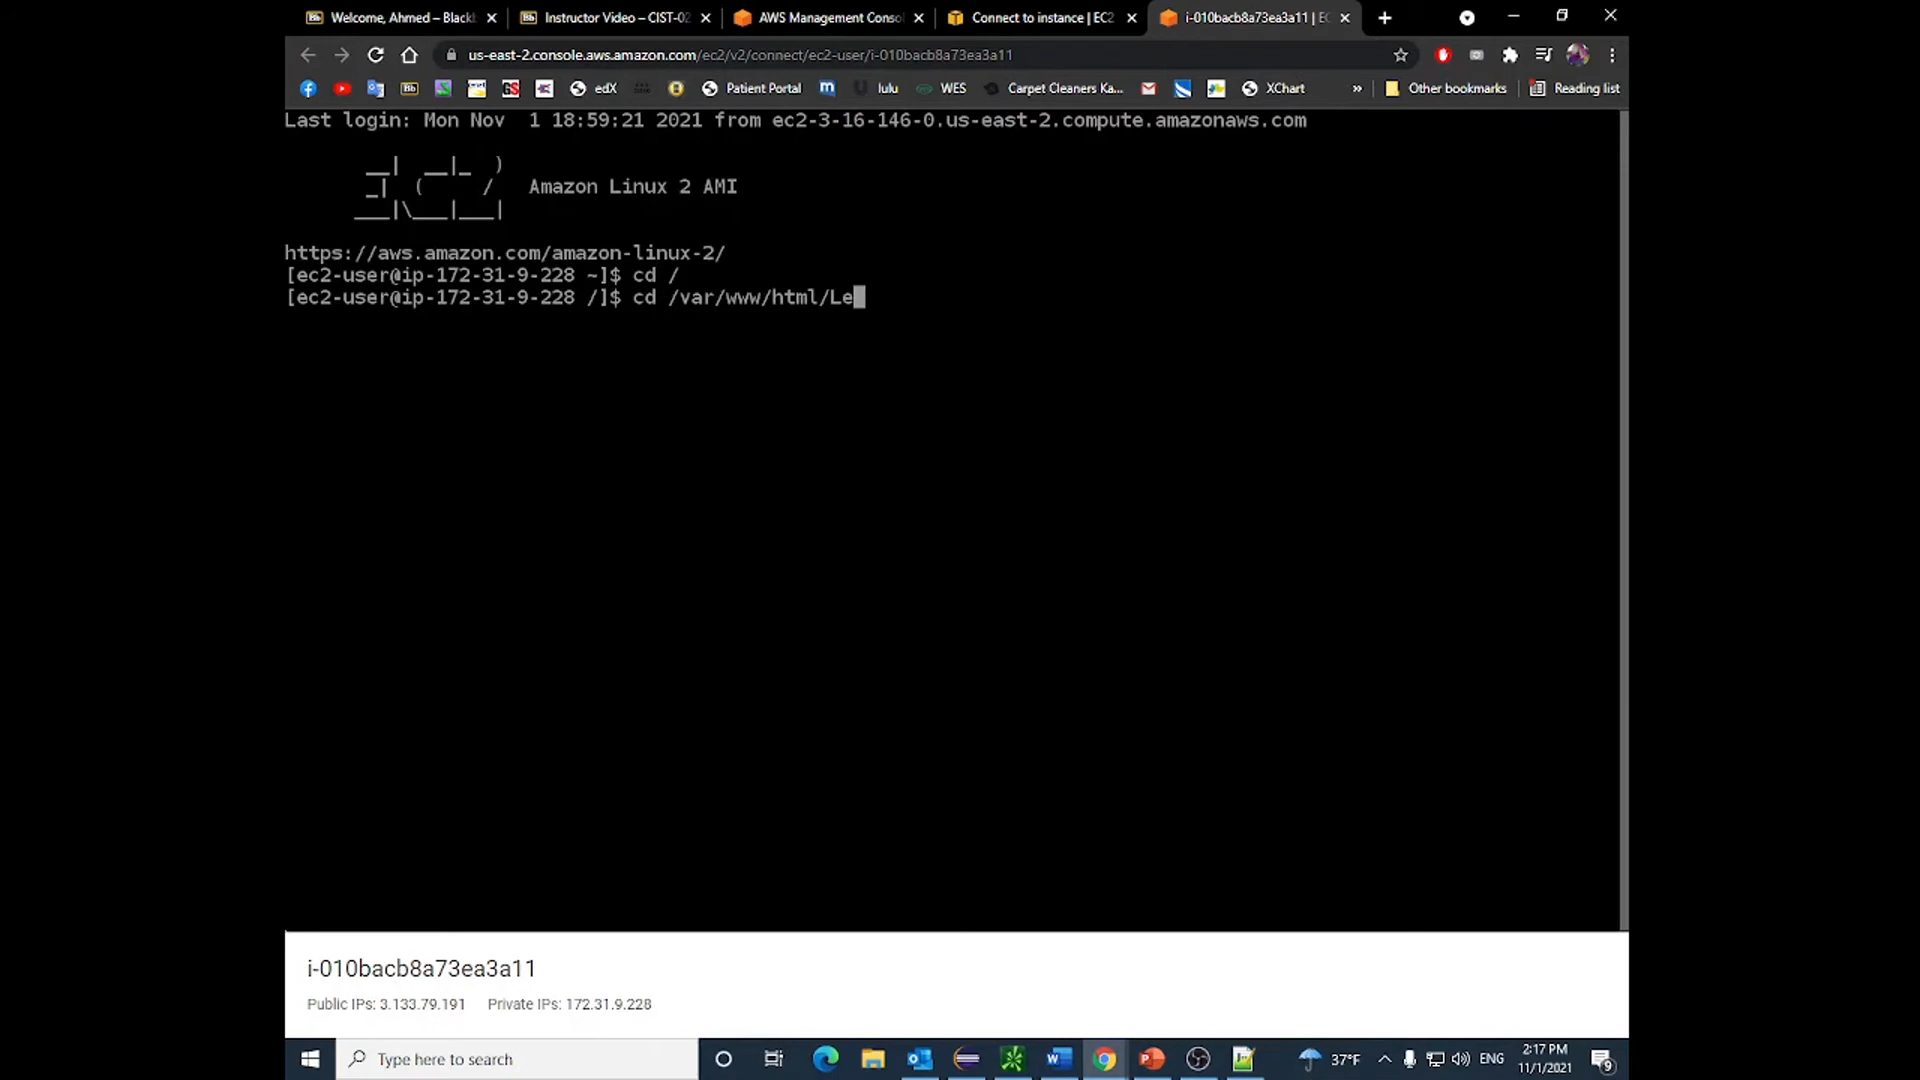 Welcome, Ahmed – Black
Instructor Video – CIST-02
AWS Management Consol
Connect to instance | EC2
i-010bacb8a73ea3a11 | EC
us-east-2.console.aws.amazon.com/ec2/v2/connect/ec2-user/i-010bacb8a73ea3a11
Bb GS edX Patient Portal lulu WES Carpet Cleaners Ka... XChart » Other bookmarks Reading list
Last login: Mon Nov  1 18:59:21 2021 from ec2-3-16-146-0.us-east-2.compute.amazonaws.com
__|  __|_  )
_|  (     /   Amazon Linux 2 AMI
___|\___|___|
https://aws.amazon.com/amazon-linux-2/
[ec2-user@ip-172-31-9-228 ~]$ cd /
[ec2-user@ip-172-31-9-228 /]$ cd /var/www/html/Le
i-010bacb8a73ea3a11
Public IPs: 3.133.79.191 Private IPs: 172.31.9.228
Type here to search
37°F
ENG
2:17 PM
11/1/2021
9